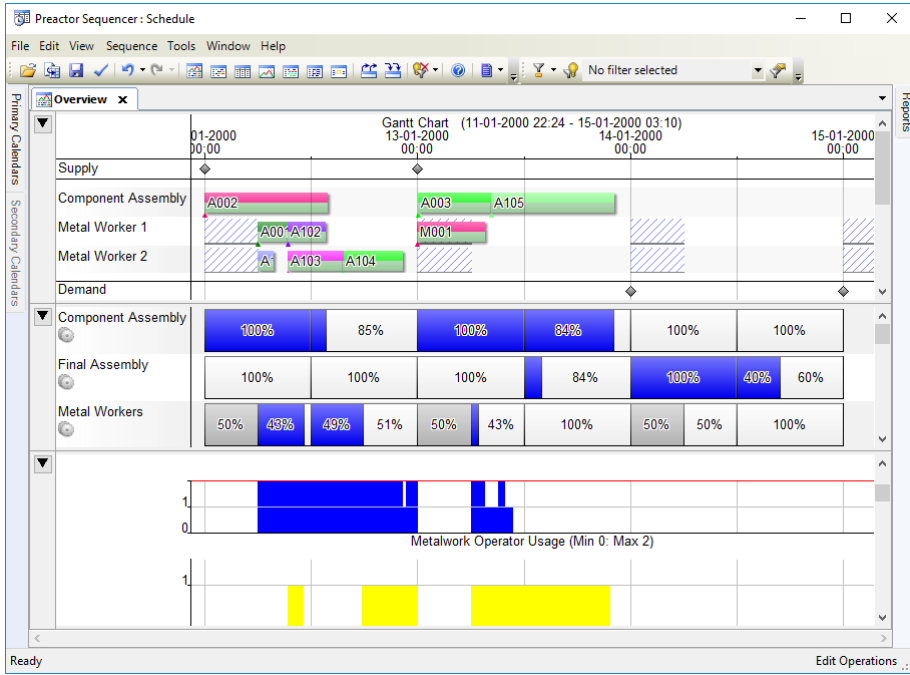 Preactor Sequencer : Schedule
File Edit View Sequence Tools Window Help
No filter selected
Primary Calendars
Secondary Calendars
Reports
Overview
Gantt Chart (11-01-2000 22:24 - 15-01-2000 03:10)
01-2000 13-01-2000 14-01-2000 15-01-2000
00:00 00:00 00:00 00:00
Supply
Component Assembly A002 A003 A105
Metal Worker 1 A001 A102 M001
Metal Worker 2 A1 A103 A104
Demand
Component Assembly 100% 85% 100% 84% 100% 100%
Final Assembly 100% 100% 100% 84% 100% 40% 60%
Metal Workers 50% 43% 49% 51% 50% 43% 100% 50% 50% 100%
1
0
Metalwork Operator Usage (Min 0: Max 2)
1
Ready Edit Operations